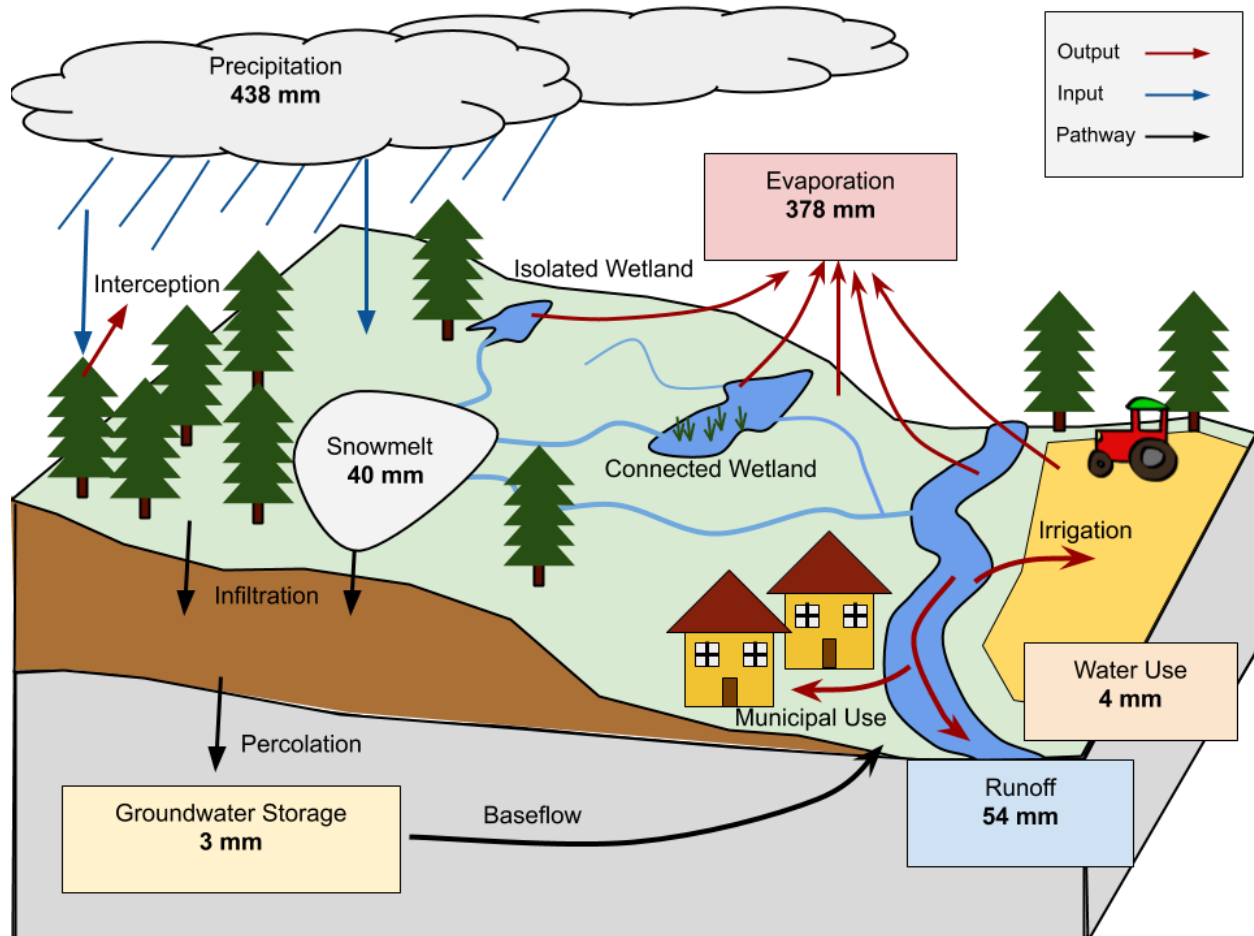 Precipitation
438 mm
Output
Input
Pathway
Evaporation
378 mm
Interception
Isolated Wetland
Snowmelt
40 mm
Connected Wetland
Irrigation
Infiltration
Water Use
4 mm
Municipal Use
Percolation
Runoff
54 mm
Groundwater Storage
3 mm
Baseflow